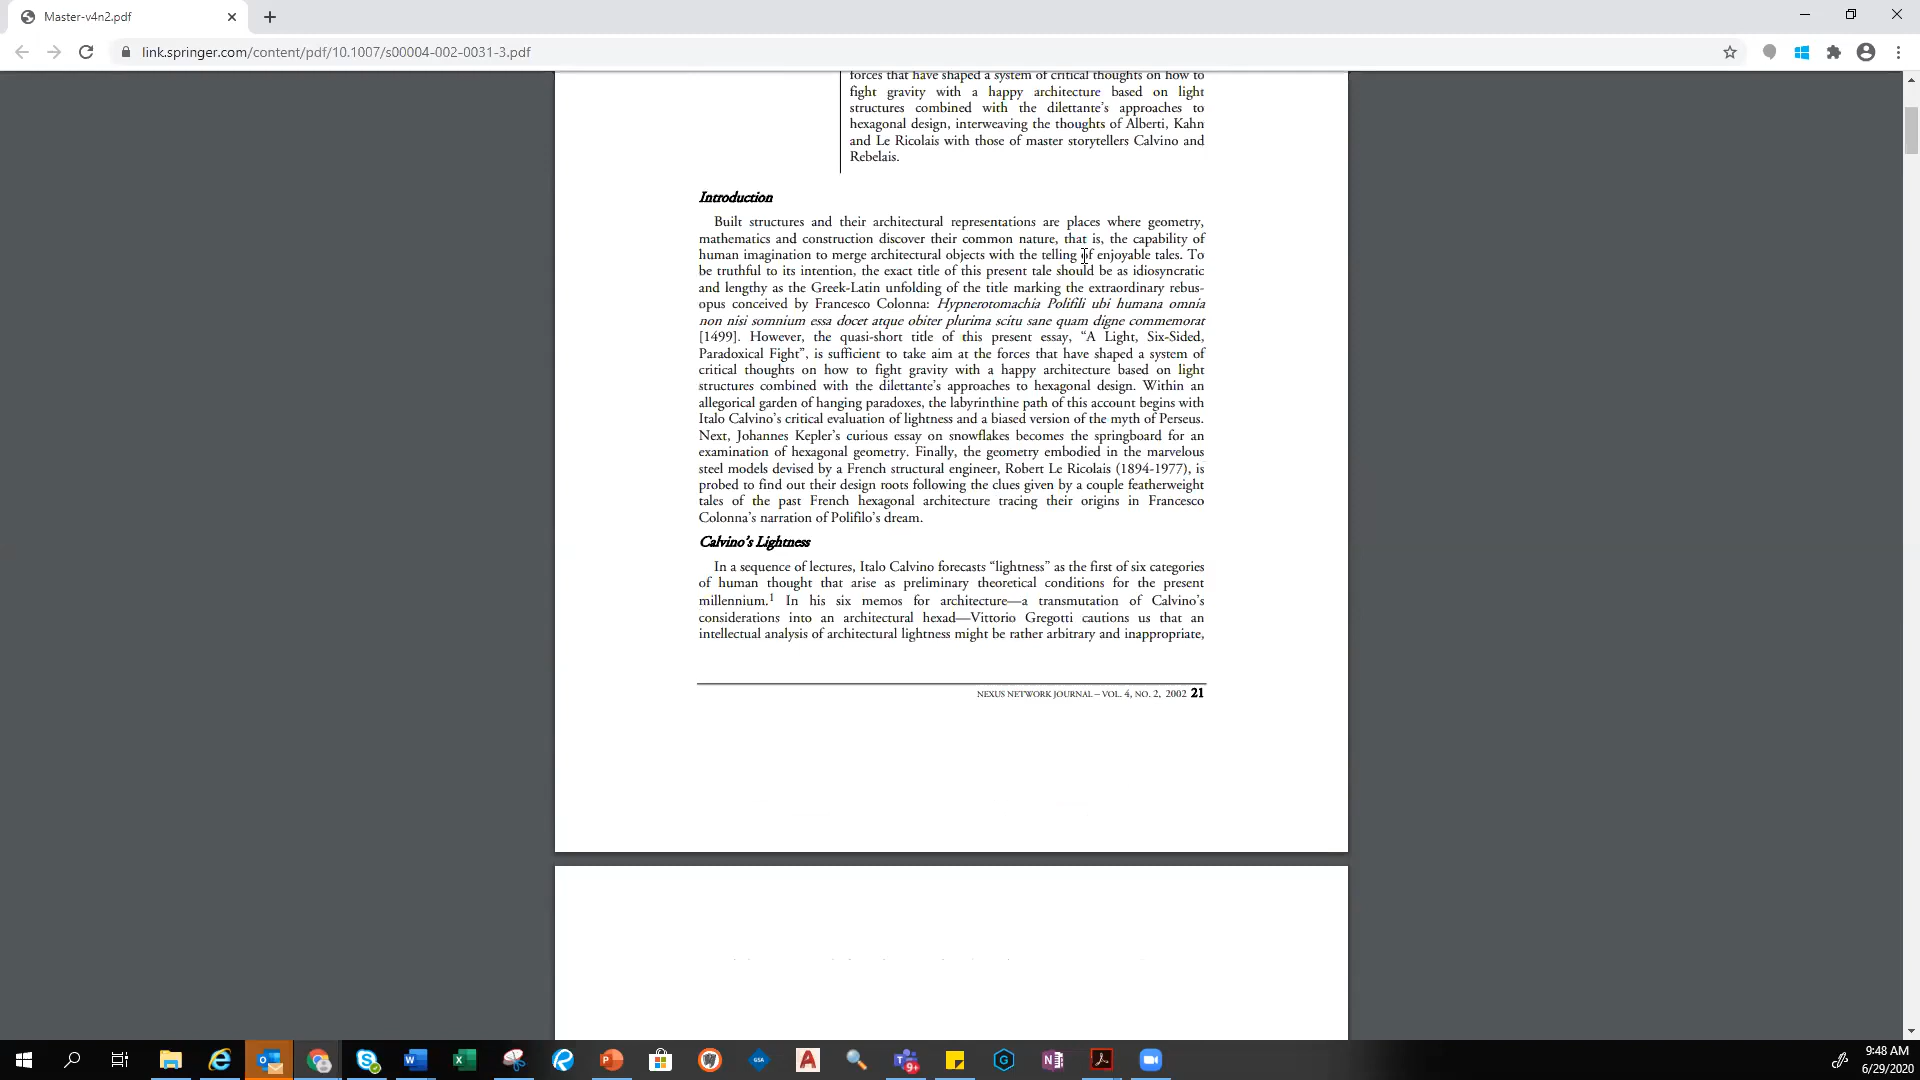 Master-v4n2.pdf
link.springer.com/content/pdf/10.1007/s00004-002-0031-3.pdf
forces that have shaped a system of critical thoughts on how to
fight gravity with a happy architecture based on light
structures combined with the dilettante's approaches to
hexagonal design, interweaving the thoughts of Alberti, Kahn
and Le Ricolais with those of master storytellers Calvino and
Rebelais.
Introduction
Built structures and their architectural representations are places where geometry,
mathematics and construction discover their common nature, that is, the capability of
human imagination to merge architectural objects with the telling of enjoyable tales. To
be truthful to its intention, the exact title of this present tale should be as idiosyncratic
and lengthy as the Greek-Latin unfolding of the title marking the extraordinary rebus-
opus conceived by Francesco Colonna: Hypnerotomachia Polifili ubi humana omnia
non nisi somnium essa docet atque obiter plurima scitu sane quam digne commemorat
[1499]. However, the quasi-short title of this present essay, “A Light, Six-Sided,
Paradoxical Fight”, is sufficient to take aim at the forces that have shaped a system of
critical thoughts on how to fight gravity with a happy architecture based on light
structures combined with the dilettante's approaches to hexagonal design. Within an
allegorical garden of hanging paradoxes, the labyrinthine path of this account begins with
Italo Calvino's critical evaluation of lightness and a biased version of the myth of Perseus.
Next, Johannes Kepler's curious essay on snowflakes becomes the springboard for an
examination of hexagonal geometry. Finally, the geometry embodied in the marvelous
steel models devised by a French structural engineer, Robert Le Ricolais (1894-1977), is
probed to find out their design roots following the clues given by a couple featherweight
tales of the past French hexagonal architecture tracing their origins in Francesco
Colonna's narration of Polifilo's dream.
Calvino's Lightness
In a sequence of lectures, Italo Calvino forecasts “lightness” as the first of six categories
of human thought that arise as preliminary theoretical conditions for the present
millennium.1 In his six memos for architecture—a transmutation of Calvino's
considerations into an architectural hexad—Vittorio Gregotti cautions us that an
intellectual analysis of architectural lightness might be rather arbitrary and inappropriate,
NEXUS NETWORK JOURNAL – VOL. 4, NO. 2, 2002 21
GSA
9+
9:48 AM
6/29/2020